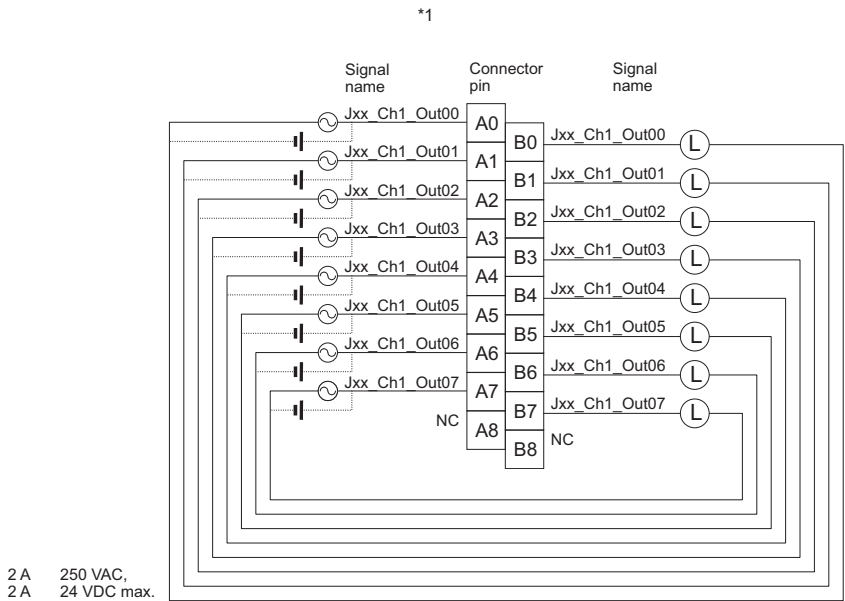 *1
Signal name
Connector pin
Signal name
Jxx_Ch1_Out00
A0
B0
Jxx_Ch1_Out00
L
Jxx_Ch1_Out01
A1
B1
Jxx_Ch1_Out01
L
Jxx_Ch1_Out02
A2
B2
Jxx_Ch1_Out02
L
Jxx_Ch1_Out03
A3
B3
Jxx_Ch1_Out03
L
Jxx_Ch1_Out04
A4
B4
Jxx_Ch1_Out04
L
Jxx_Ch1_Out05
A5
B5
Jxx_Ch1_Out05
L
Jxx_Ch1_Out06
A6
B6
Jxx_Ch1_Out06
L
Jxx_Ch1_Out07
A7
B7
Jxx_Ch1_Out07
L
NC
A8
B8
NC
2 A 250 VAC,
2 A 24 VDC max.